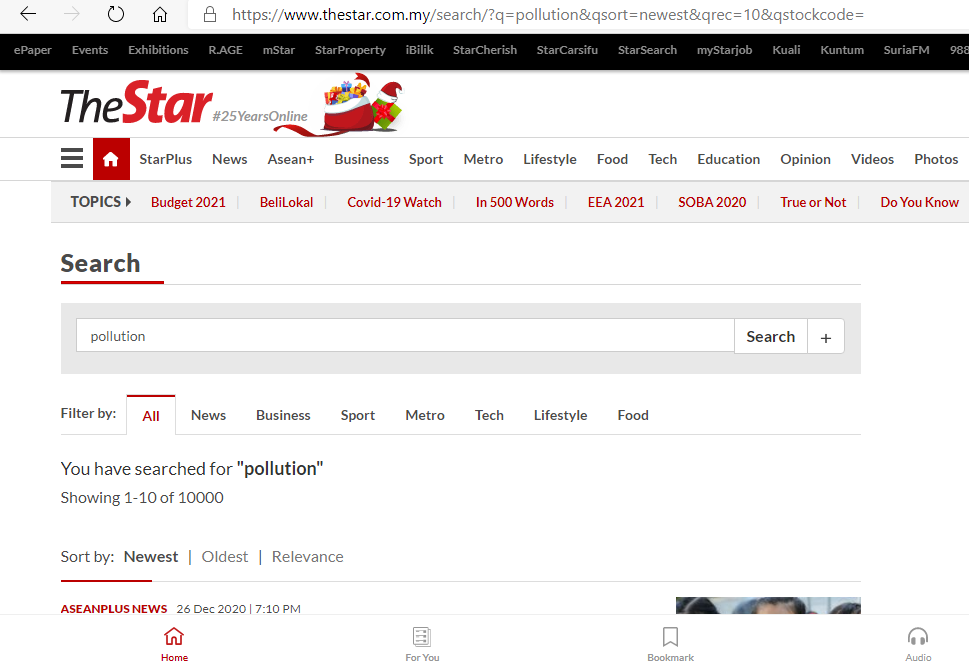 https://www.thestar.com.my/search/?q=pollution&qsort=newest&qrec=10&qstockcode=
ePaper Events Exhibitions R.AGE mStar StarProperty iBilik StarCherish StarCarsifu StarSearch myStarjob Kuali Kuntum SuriaFM 988
TheStar #25YearsOnline
StarPlus News Asean+ Business Sport Metro Lifestyle Food Tech Education Opinion Videos Photos
TOPICS Budget 2021 | BeliLokal | Covid-19 Watch | In 500 Words | EEA 2021 | SOBA 2020 | True or Not | Do You Know
Search
pollution Search +
Filter by: All News Business Sport Metro Tech Lifestyle Food
You have searched for "pollution"
Showing 1-10 of 10000
Sort by: Newest | Oldest | Relevance
ASEANPLUS NEWS 26 Dec 2020 | 7:10 PM
Home For You Bookmark Audio